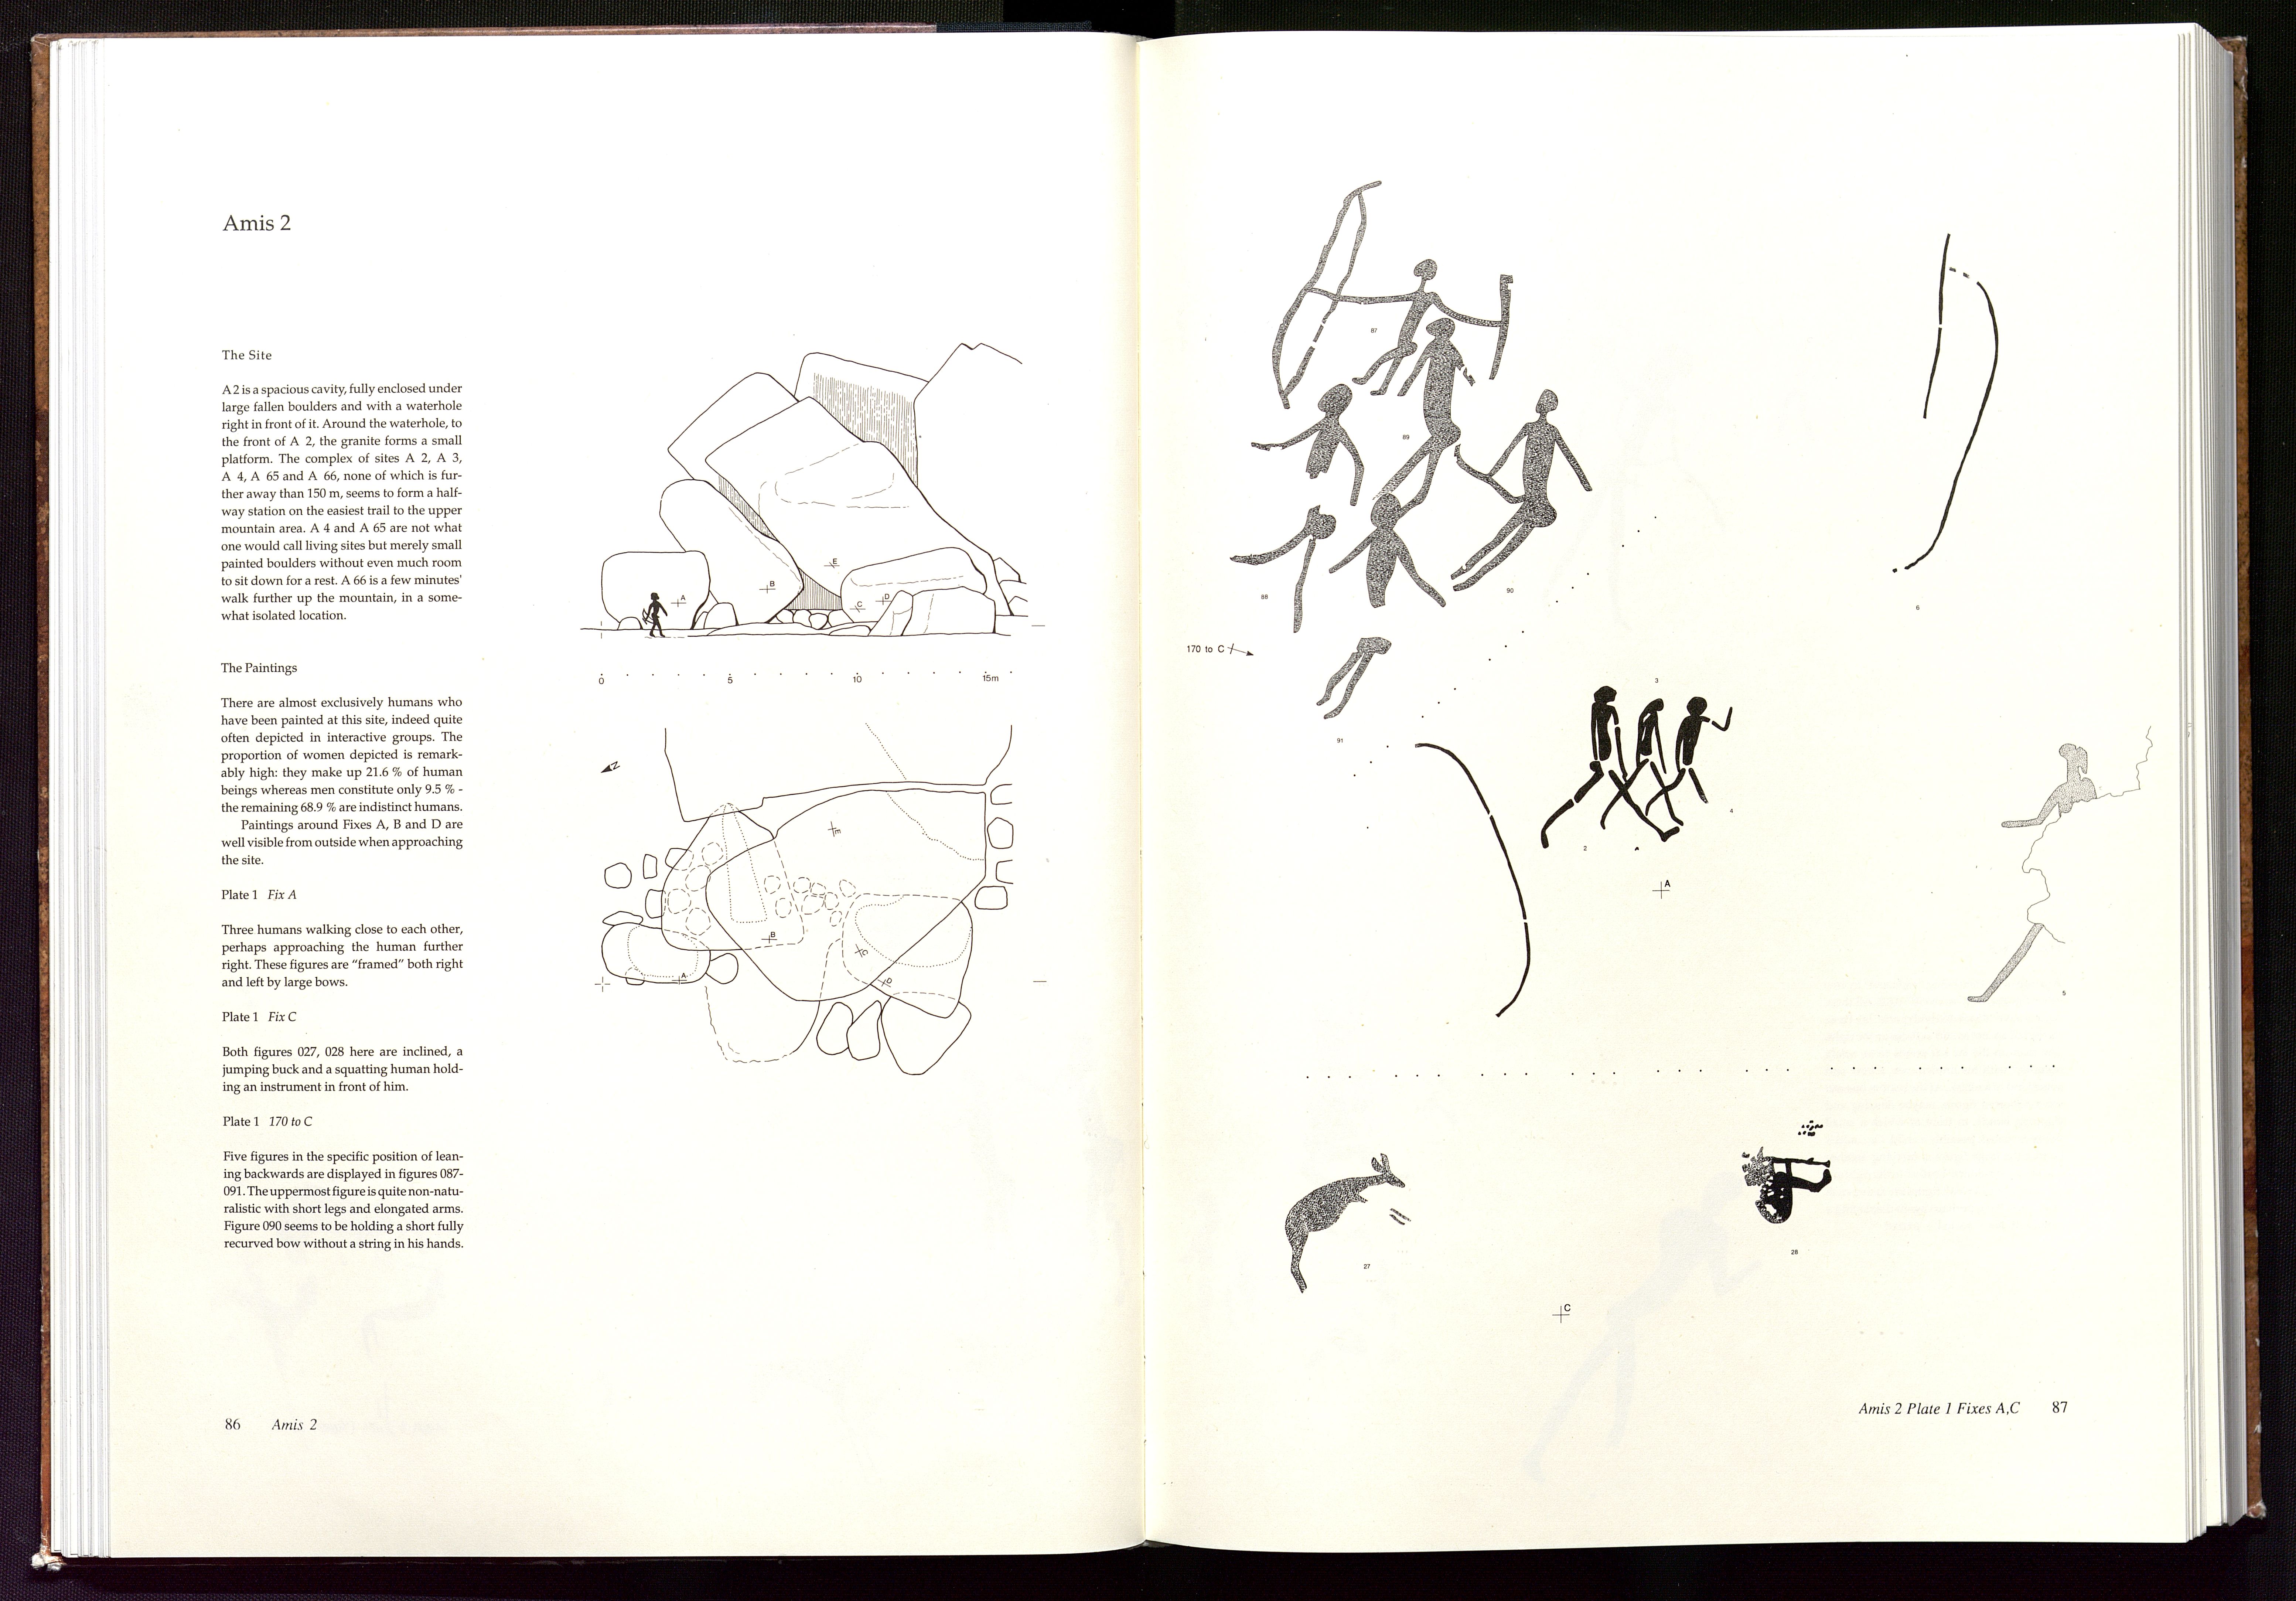 Amis 2
The Site
A 2 is a spacious cavity, fully enclosed under
large fallen boulders and with a waterhole
right in front of it. Around the waterhole, to
the front of A 2, the granite forms a small
platform. The complex of sites A 2, A 3,
A 4, A 65 and A 66, none of which is fur-
ther away than 150 m, seems to form a half-
way station on the easiest trail to the upper
mountain area. A 4 and A 65 are not what
one would call living sites but merely small
painted boulders without even much room
to sit down for a rest. A 66 is a few minutes'
walk further up the mountain, in a some-
what isolated location.
The Paintings
There are almost exclusively humans who
have been painted at this site, indeed quite
often depicted in interactive groups. The
proportion of women depicted is remark-
ably high: they make up 21.6 % of human
beings whereas men constitute only 9.5 % -
the remaining 68.9 % are indistinct humans.
Paintings around Fixes A, B and D are
well visible from outside when approaching
the site.
Plate 1 Fix A
Three humans walking close to each other,
perhaps approaching the human further
right. These figures are "framed" both right
and left by large bows.
Plate 1 Fix C
Both figures 027, 028 here are inclined, a
jumping buck and a squatting human hold-
ing an instrument in front of him.
Plate 1 170 to C
Five figures in the specific position of lean-
ing backwards are displayed in figures 087-
091. The uppermost figure is quite non-natu-
ralistic with short legs and elongated arms.
Figure 090 seems to be holding a short fully
recurved bow without a string in his hands.
E
B
A
C
D
0 5 10 15m
N
E
B
C
A
D
86 Amis 2
87
89
88
90
6
170 to C
3
91
4
2
A
5
27
28
C
Amis 2 Plate 1 Fixes A,C 87